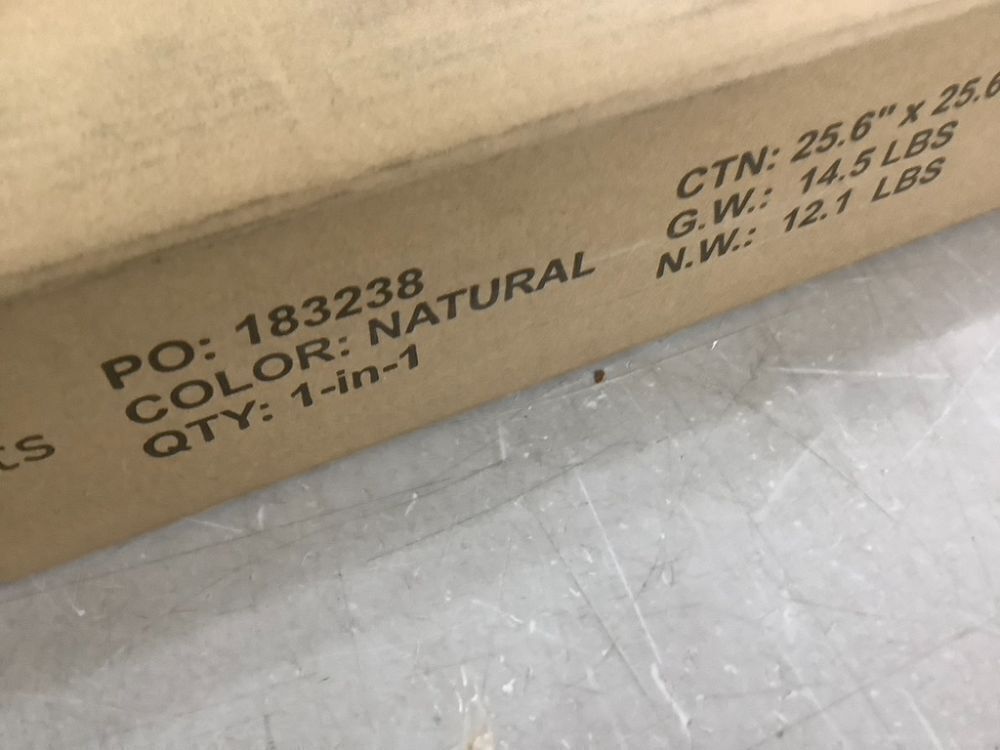 PO: 183238
COLOR: NATURAL
QTY: 1-in-1
CTN: 25.6" x 25.6
G.W.: 14.5 LBS
N.W.: 12.1 LBS